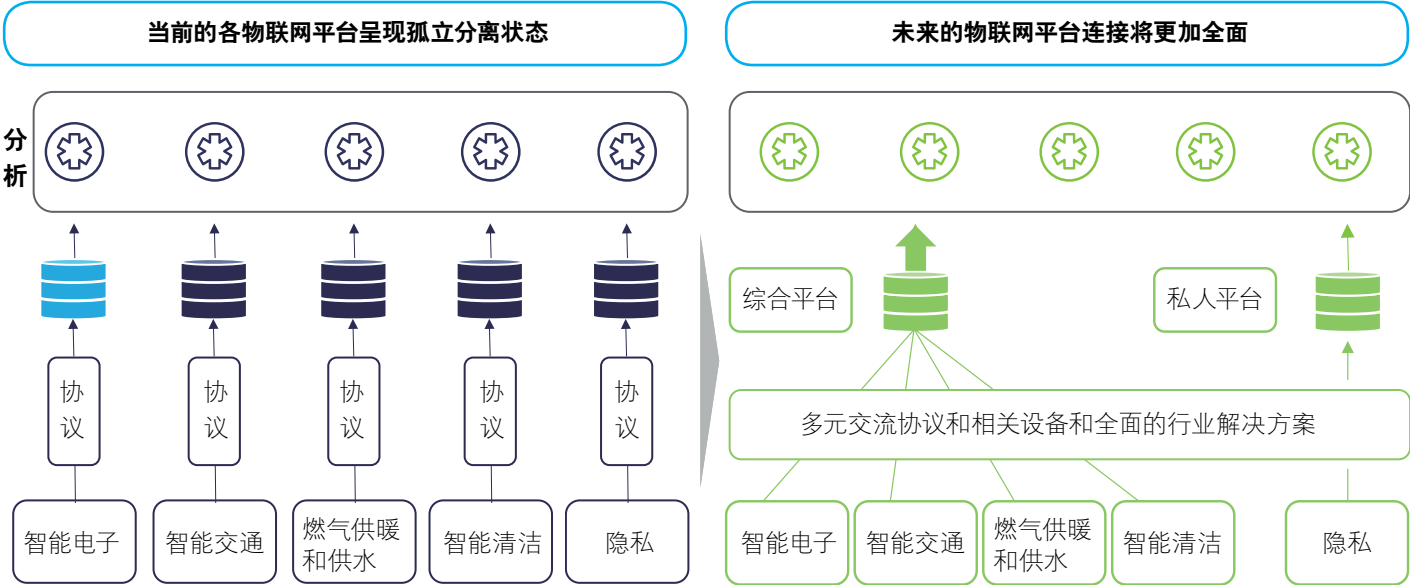 当前的各物联网平台呈现孤立分离状态
未来的物联网平台连接将更加全面
分
析
综合平台
私人平台
协
议
协
议
协
议
协
议
协
议
多元交流协议和相关设备和全面的行业解决方案
智能电子
智能交通
燃气供暖
和供水
智能清洁
隐私
智能电子
智能交通
燃气供暖
和供水
智能清洁
隐私